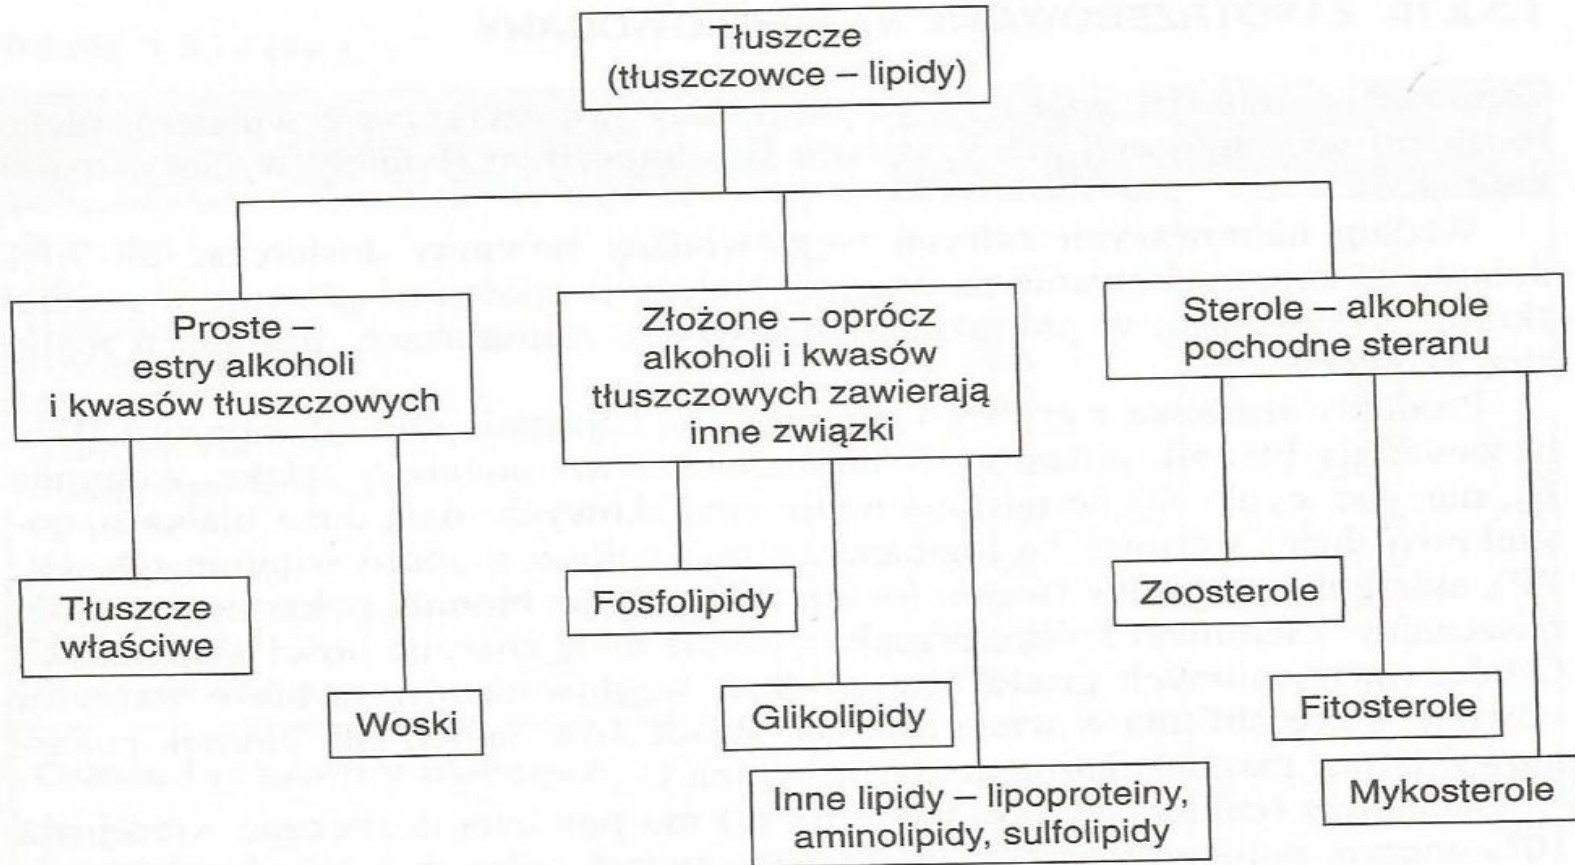 Tłuszcze
(tłuszczowce – lipidy)
Proste –
estry alkoholi
i kwasów tłuszczowych
Złożone – oprócz
alkoholi i kwasów
tłuszczowych zawierają
inne związki
Sterole – alkohole
pochodne steranu
Tłuszcze
właściwe
Woski
Fosfolipidy
Glikolipidy
Inne lipidy – lipoproteiny,
aminolipidy, sulfolipidy
Zoosterole
Fitosterole
Mykosterole